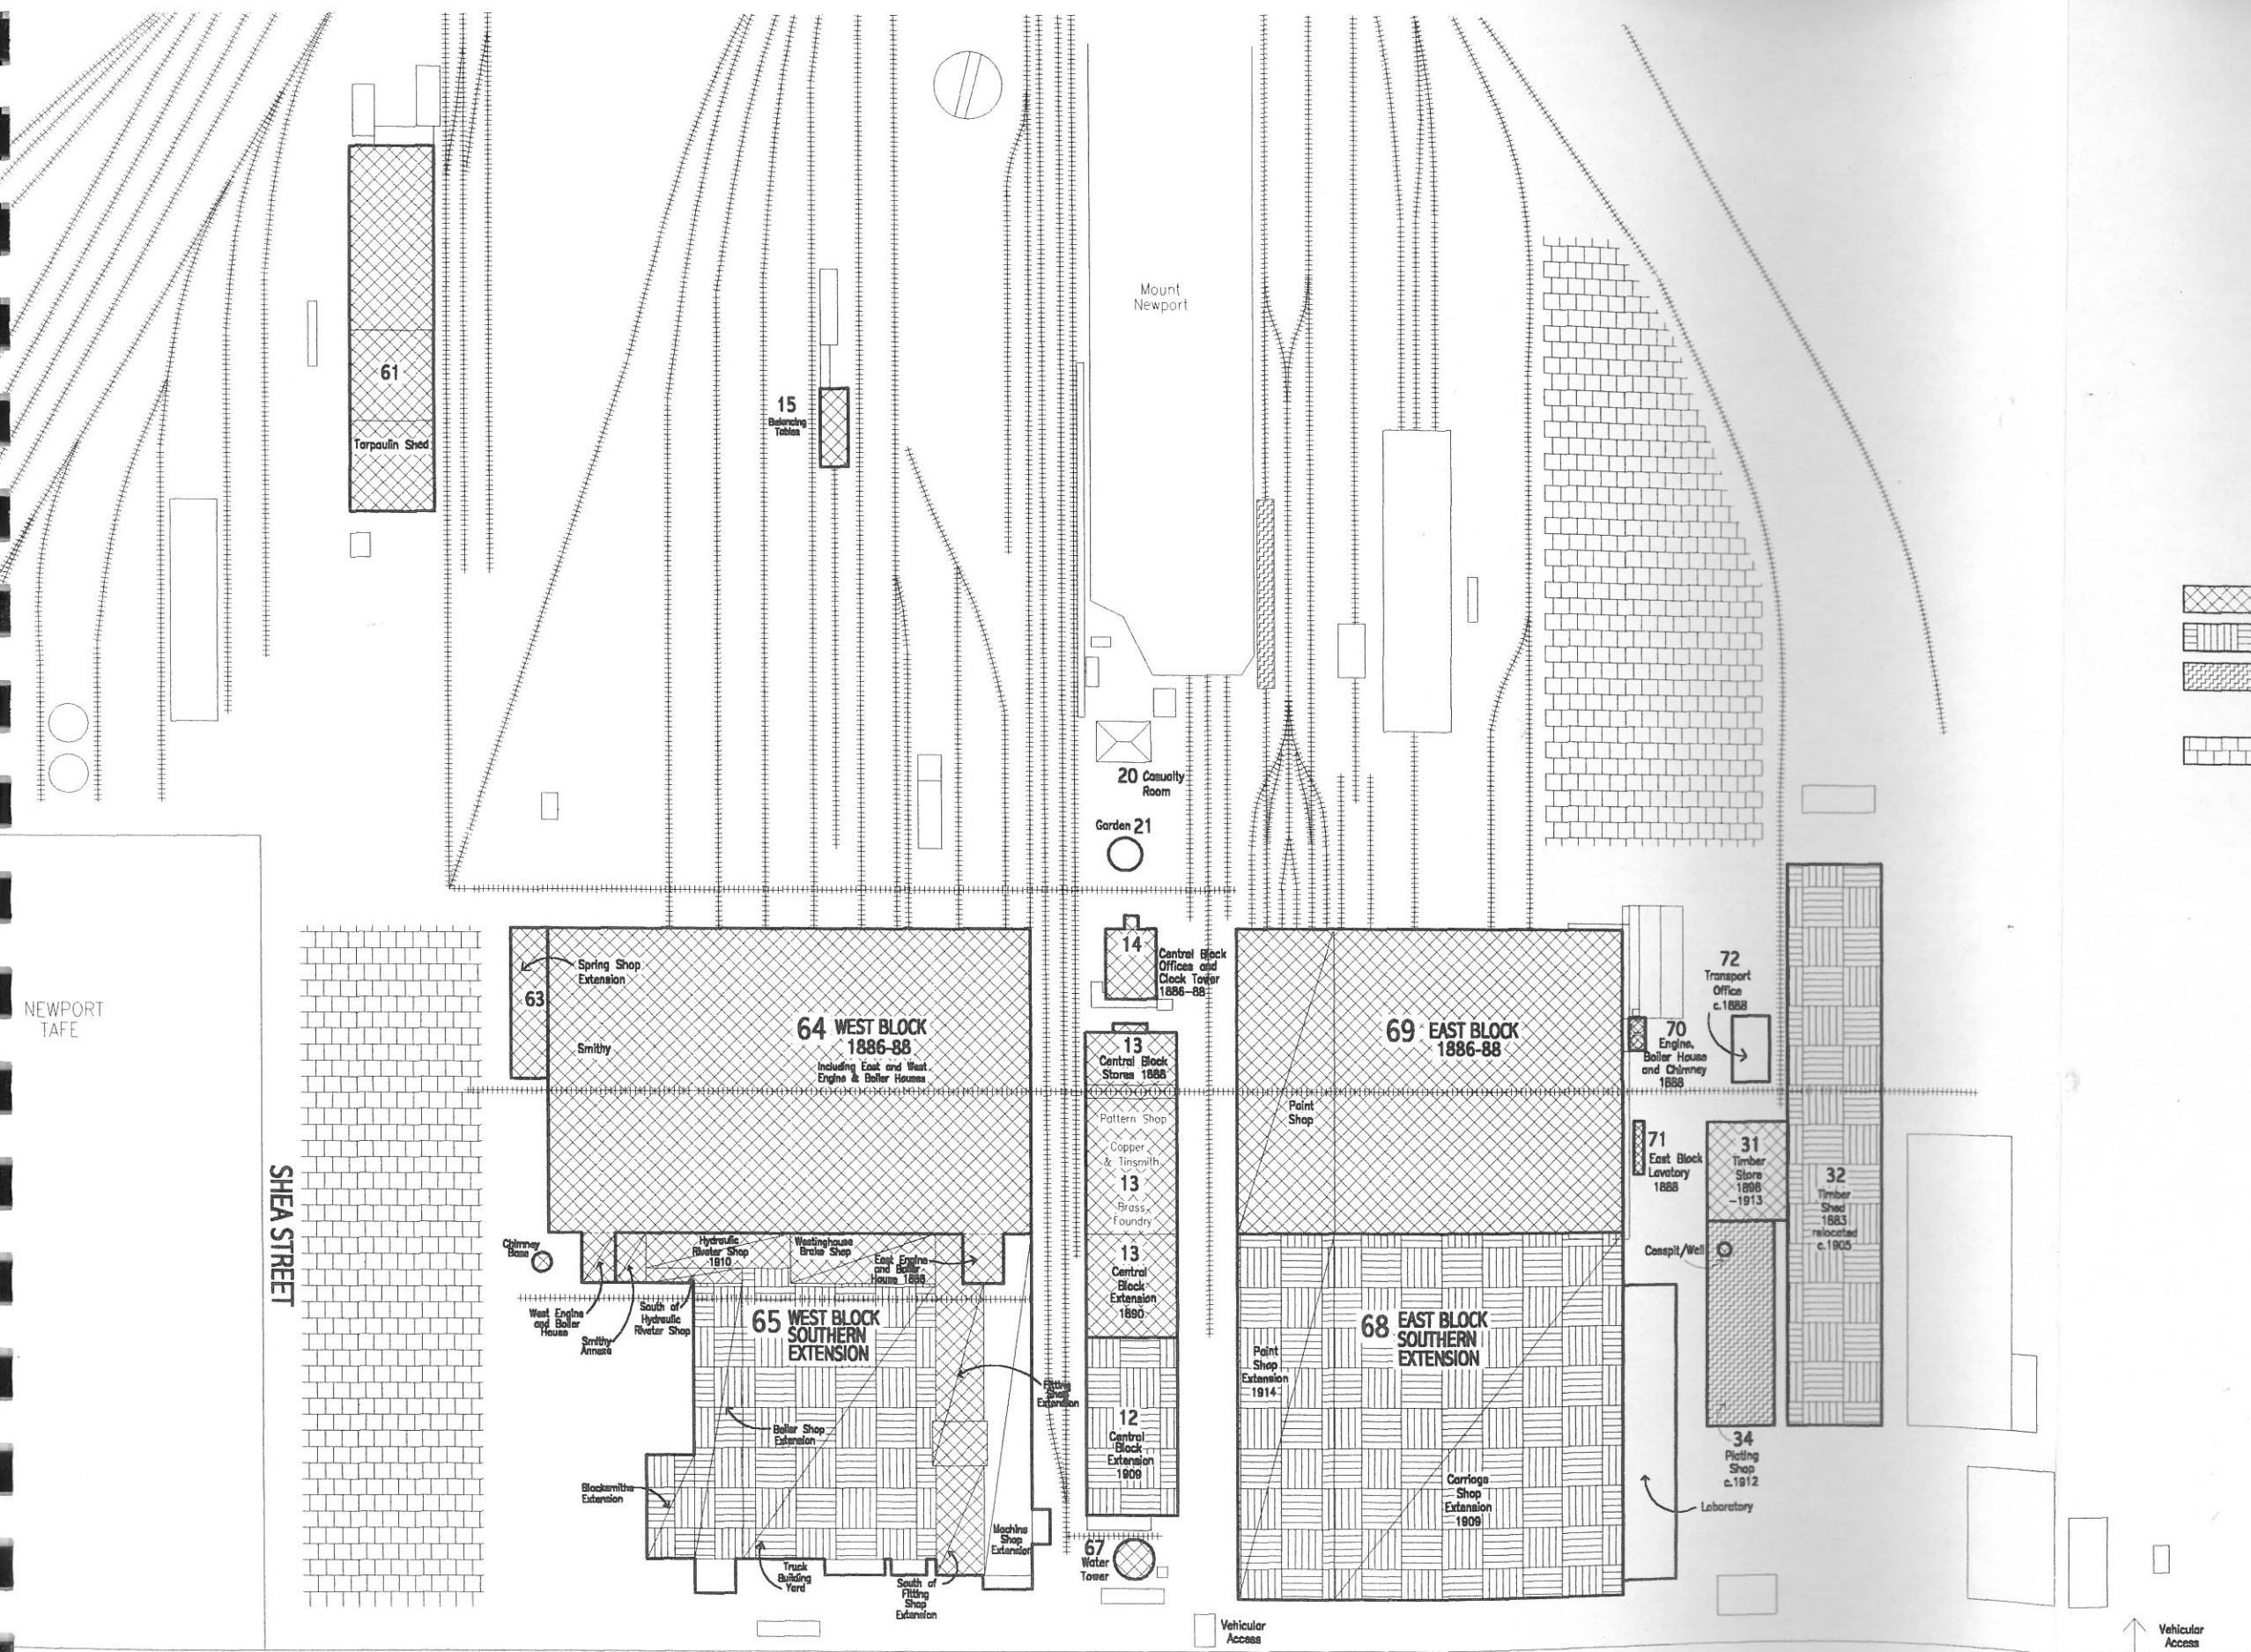 Mount
Newport
61
Tarpaulin Shed
15
Balancing
Tables
20 Casualty
Room
Garden 21
NEWPORT
TAFE
SHEA STREET
Spring Shop
Extension
63
Smithy
64 WEST BLOCK
1886-88
Including East and West
Engine & Boiler Houses
14
Central Block
Offices and
Clock Tower
1886-88
13
Central Block
Stores 1888
Pattern Shop
Copper
& Tinsmith
13
Brass
Foundry
13
Central
Block
Extension
1890
12
Central
Block
Extension
1909
67
Water
Tower
69 EAST BLOCK
1886-88
Paint
Shop
70
Engine,
Boiler House
and Chimney
1888
71
East Block
Lavatory
1888
72
Transport
Office
c.1888
31
Timber
Store
1898
-1913
32
Timber
Shed
1883
relocated
c.1905
Cesspit/Well
34
Plating
Shop
c.1912
Laboratory
68 EAST BLOCK
SOUTHERN
EXTENSION
Paint
Shop
Extension
1914
Carriage
Shop
Extension
1909
Chimney
Base
Hydraulic
Riveter Shop
1910
Westinghouse
Brake Shop
East Engine
and Boiler
House 1888
West Engine
and Boiler
House
Smithy
Annexe
South of
Hydraulic
Riveter Shop
65 WEST BLOCK
SOUTHERN
EXTENSION
Fitting
Shop
Extension
Boiler Shop
Extension
Blacksmiths
Extension
Machine
Shop
Extension
Truck
Building
Yard
South of
Fitting
Shop
Extension
Vehicular
Access
Vehicular
Access